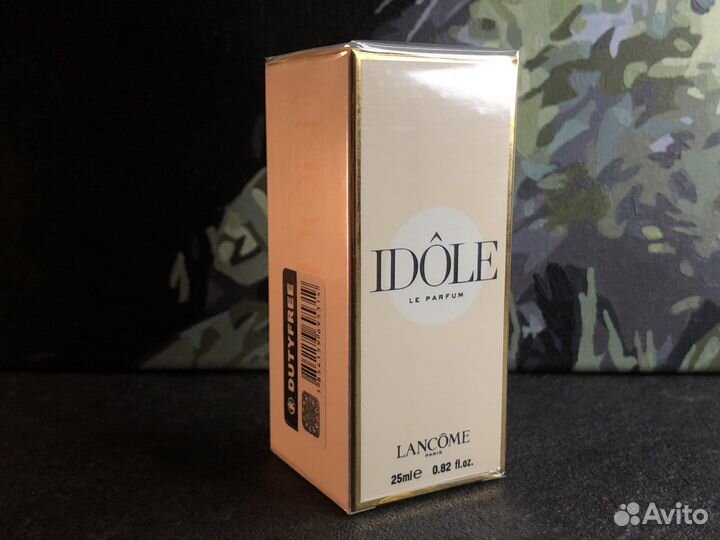 IDÔLE
LE PARFUM
LANCÔME
PARIS
25ml e 0.82 fl.oz.
DUTYFREE
Avito